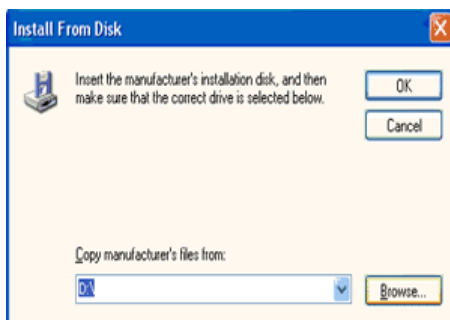 Install From Disk
Insert the manufacturer's installation disk, and then
make sure that the correct drive is selected below.
OK
Cancel
Copy manufacturer's files from:
D:\
Browse...